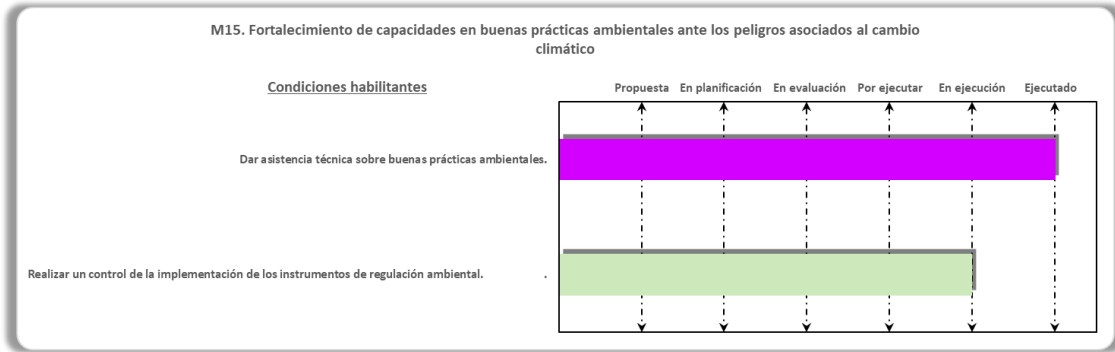 M15. Fortalecimiento de capacidades en buenas prácticas ambientales ante los peligros asociados al cambio
climático
Condiciones habilitantes
Propuesta En planificación En evaluación Por ejecutar En ejecución Ejecutado
Dar asistencia técnica sobre buenas prácticas ambientales.
Realizar un control de la implementación de los instrumentos de regulación ambiental. .